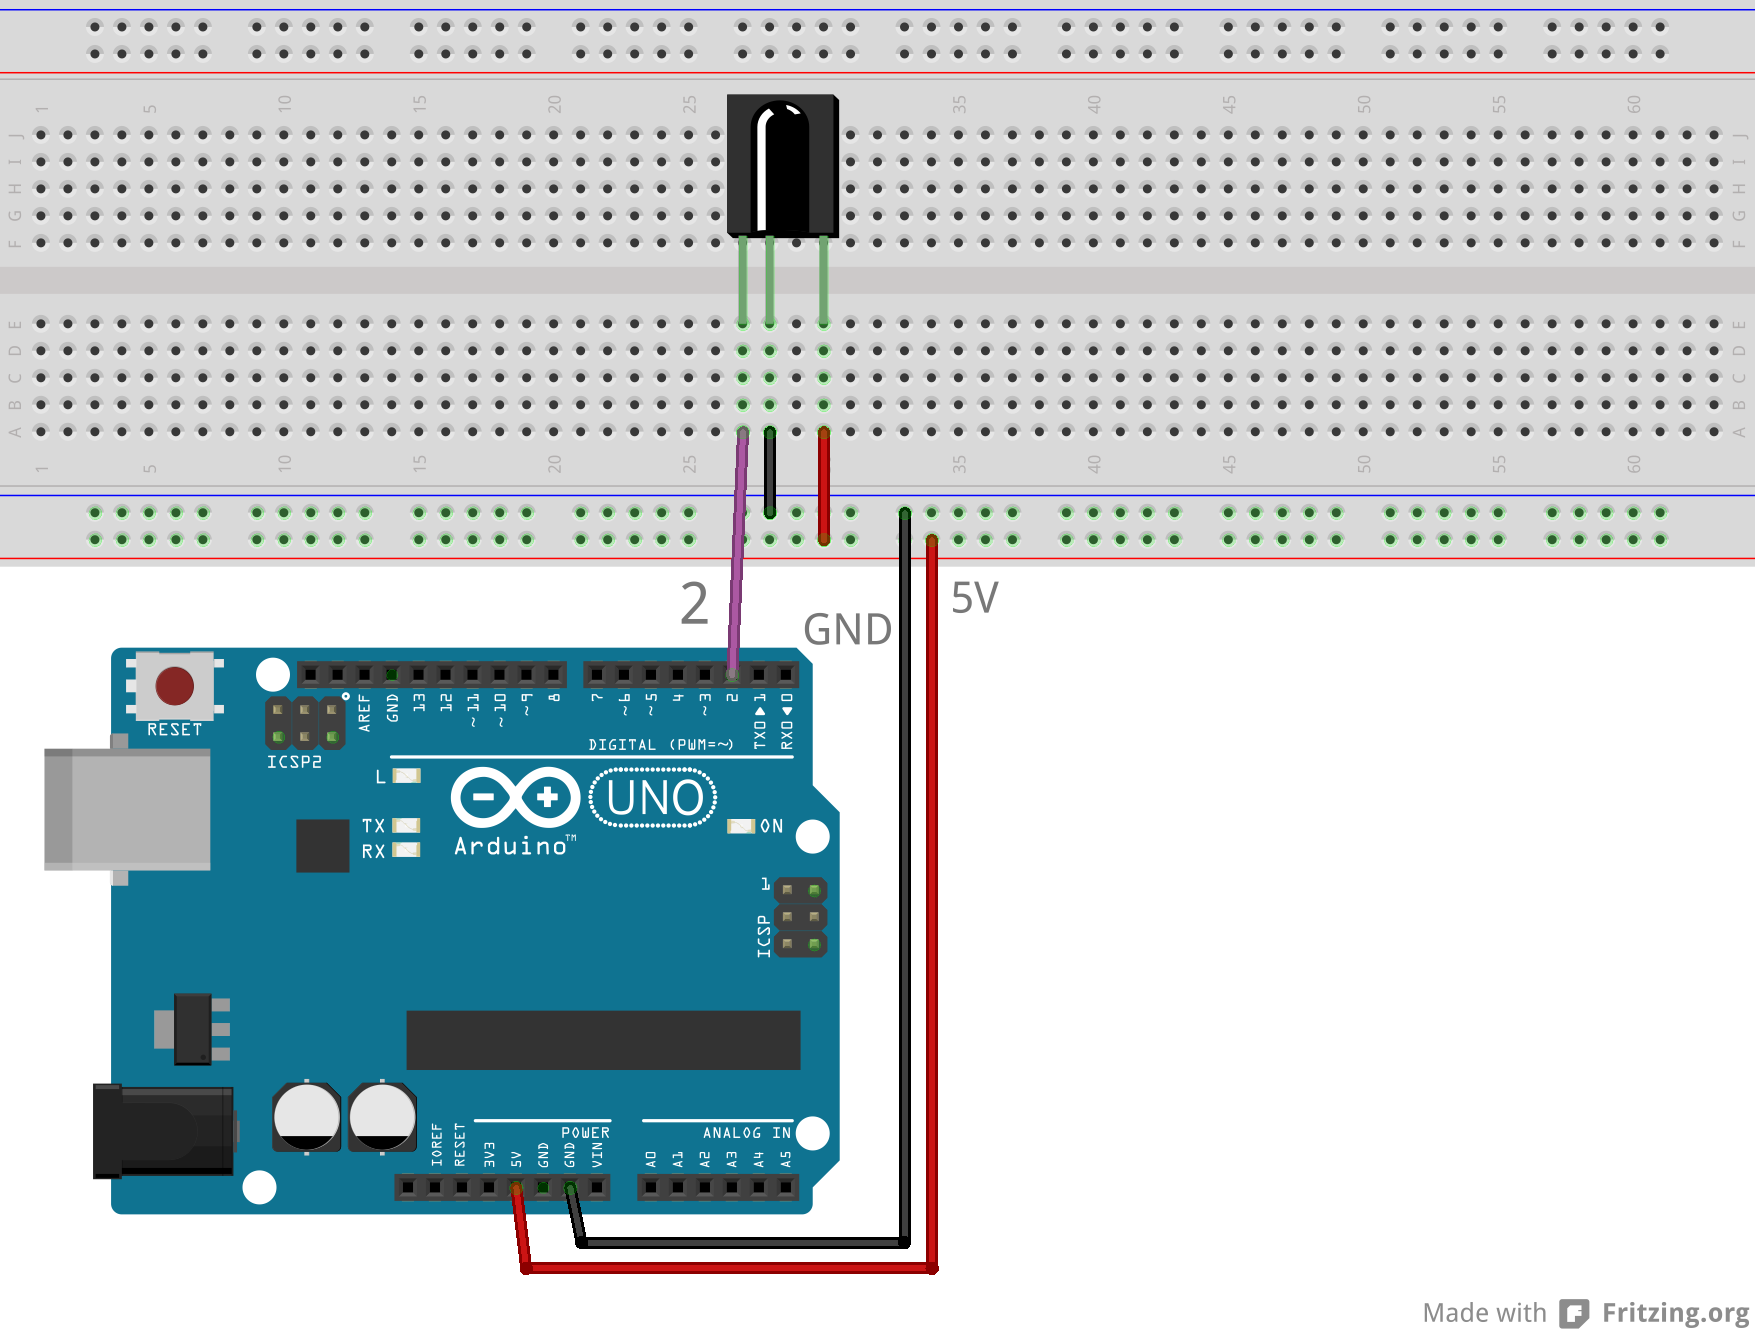 1 5 10 15 20 25 35 40 45 50 55 60
J J
I I
H H
G G
F F
E E
D D
C C
B B
A A
1 5 10 15 20 25 35 40 45 50 55 60
2
GND
5V
RESET
ICSP2
AREF
GND
13
12
~11
~10
~9
8
7
~6
~5
4
~3
2
TX0▶1
RX0◀0
DIGITAL (PWM=~)
L
TX
RX
UNO
Arduino™
ON
1
ICSP
POWER
ANALOG IN
IOREF
RESET
3V3
5V
GND
GND
VIN
A0
A1
A2
A3
A4
A5
Made with Fritzing.org